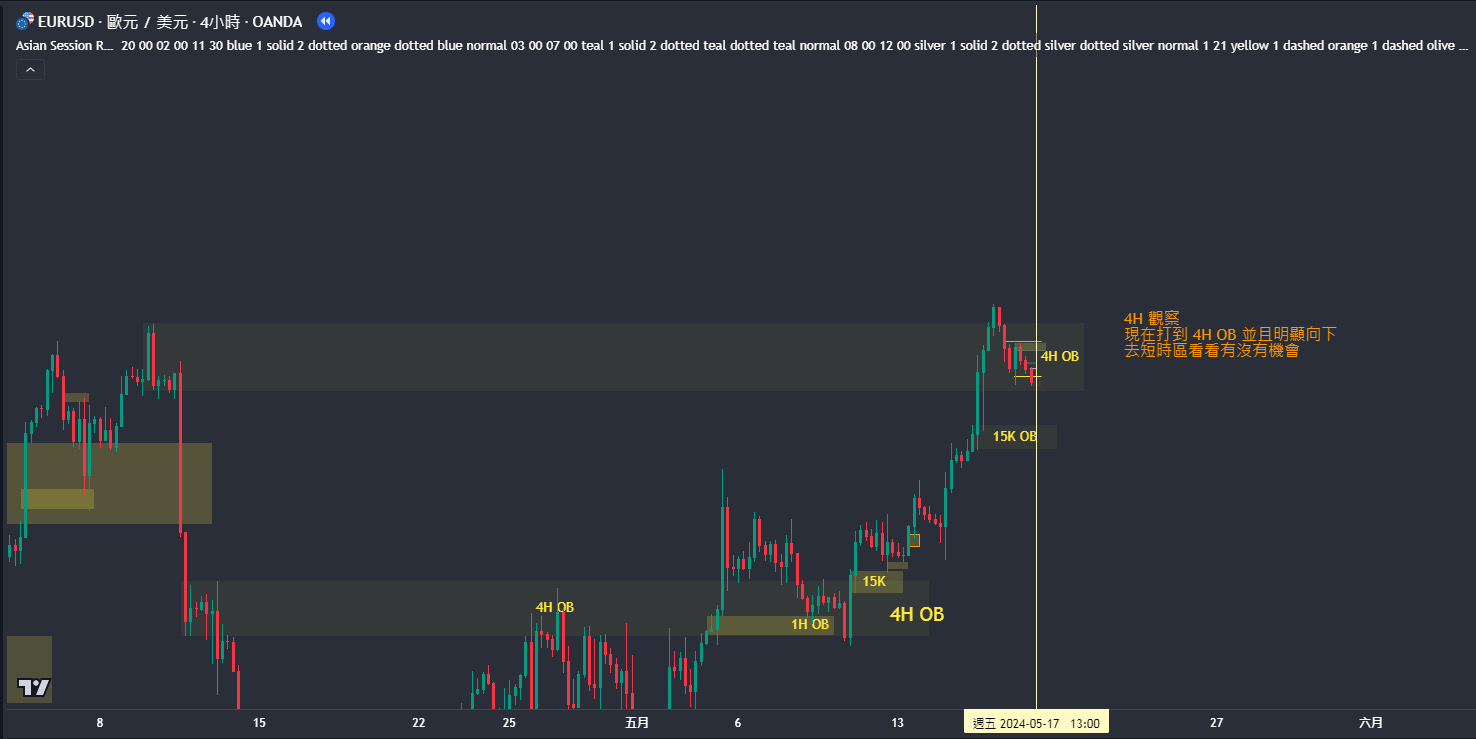 EURUSD · 歐元 / 美元 · 4小時 · OANDA
Asian Session R... 20 00 02 00 11 30 blue 1 solid 2 dotted orange dotted blue normal 03 00 07 00 teal 1 solid 2 dotted teal dotted teal normal 08 00 12 00 silver 1 solid 2 dotted silver dotted silver normal 1 21 yellow 1 dashed orange 1 dashed olive ...
4H 觀察
現在打到 4H OB 並且明顯向下
去短時區看看有沒有機會
4H OB
15K OB
15K
4H OB
4H OB
1H OB
8 15 22 25 五月 6 13 週五 2024-05-17 13:00 27 六月